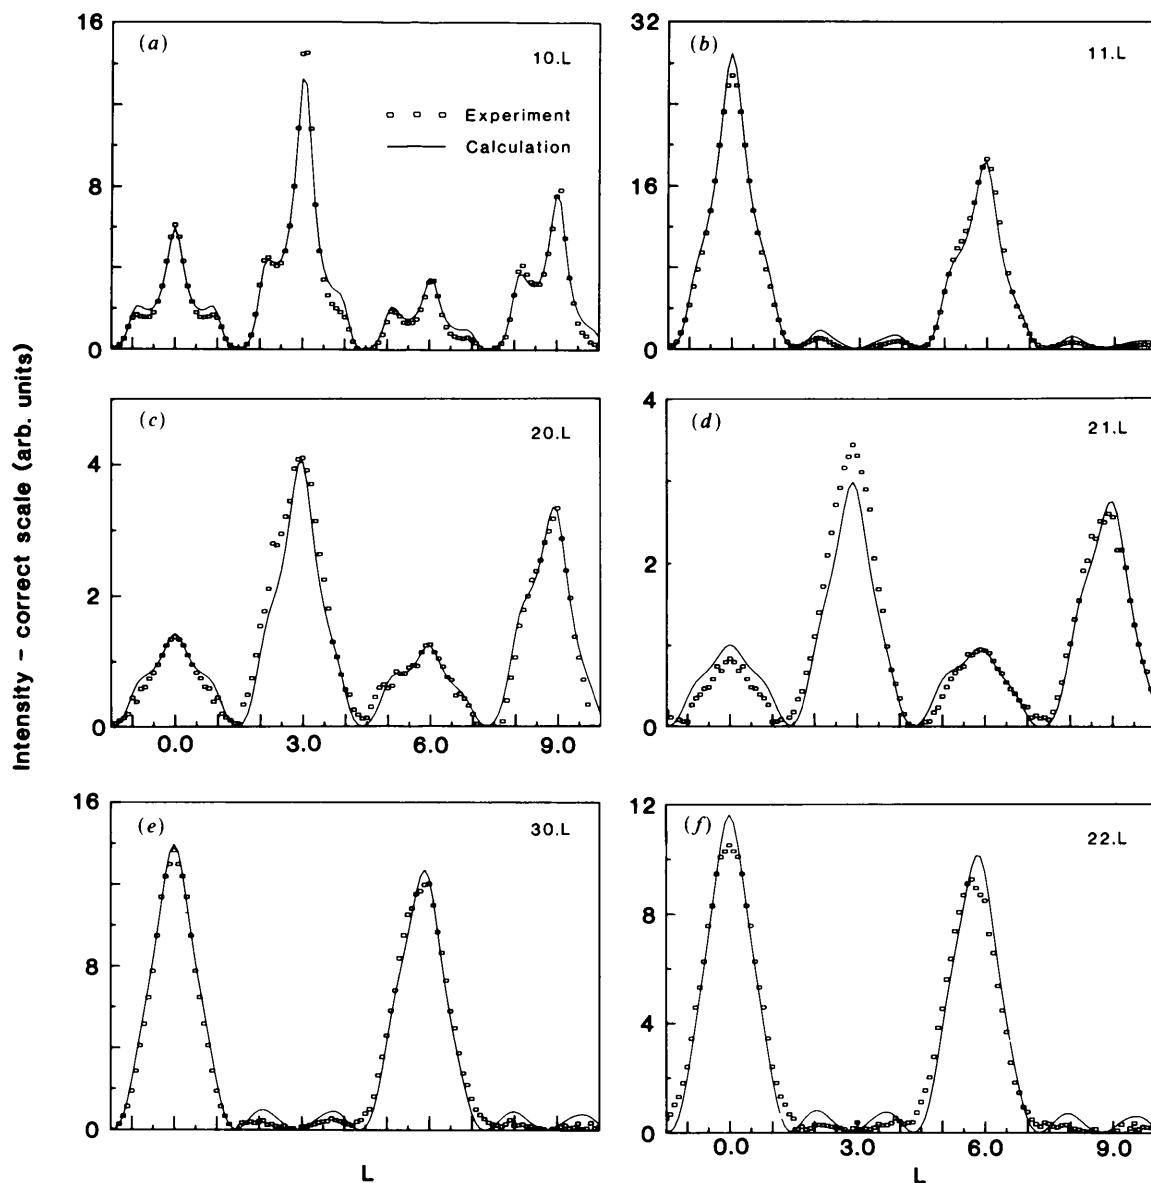 Intensity – correct scale (arb. units)
(a)
10.L
Experiment
Calculation
16
8
0
(b)
11.L
32
16
0
(c)
20.L
4
2
0
0.0 3.0 6.0 9.0
(d)
21.L
4
2
0
(e)
30.L
16
8
0
L
(f)
22.L
12
8
4
0
0.0 3.0 6.0 9.0
L